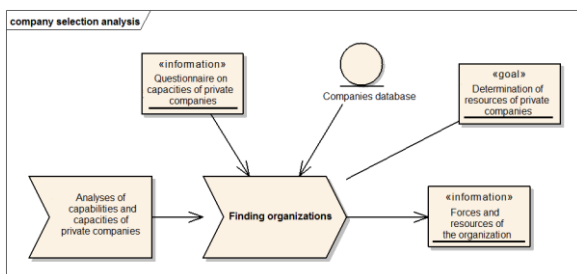 company selection analysis
«information»
Questionnaire on
capacities of private
companies
Companies database
«goal»
Determination of
resources of private
companies
Analyses of
capabilities and
capacities of
private companies
Finding organizations
«information»
Forces and
resources of
the organization